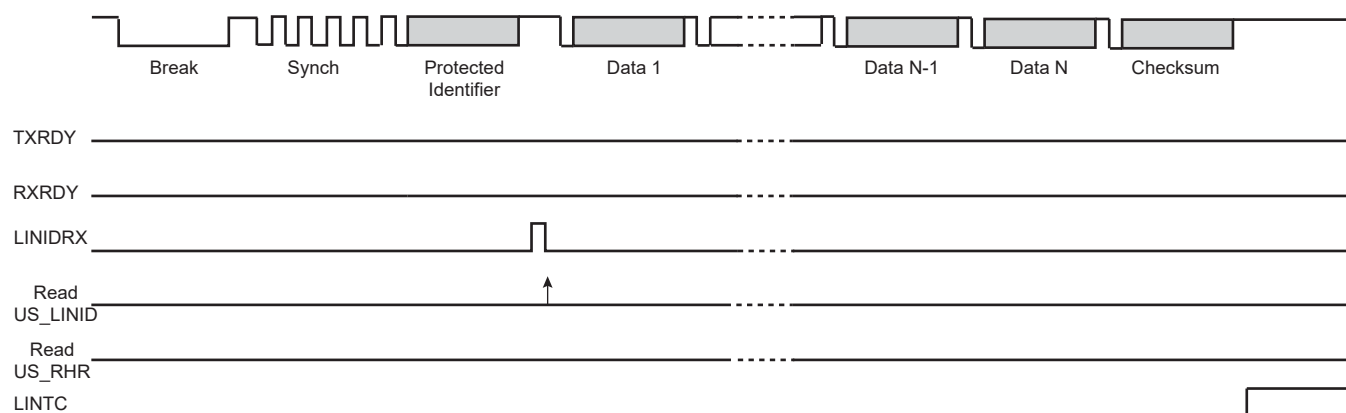 Break
Synch
Protected
Identifier
Data 1
Data N-1
Data N
Checksum
TXRDY
RXRDY
LINIDRX
Read
US_LINID
Read
US_RHR
LINTC